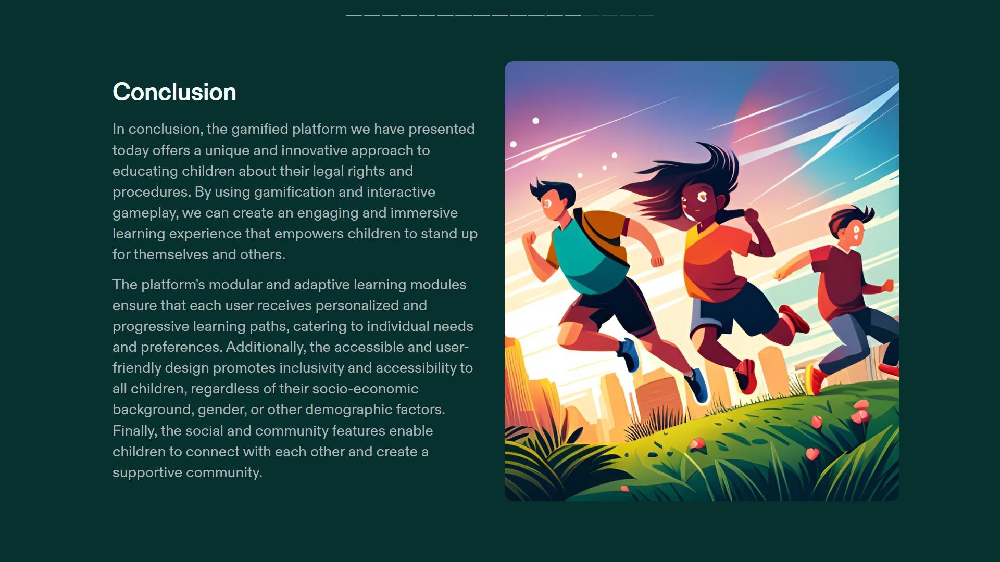 Conclusion
In conclusion, the gamified platform we have presented
today offers a unique and innovative approach to
educating children about their legal rights and
procedures. By using gamification and interactive
gameplay, we can create an engaging and immersive
learning experience that empowers children to stand up
for themselves and others.
The platform's modular and adaptive learning modules
ensure that each user receives personalized and
progressive learning paths, catering to individual needs
and preferences. Additionally, the accessible and user-
friendly design promotes inclusivity and accessibility to
all children, regardless of their socio-economic
background, gender, or other demographic factors.
Finally, the social and community features enable
children to connect with each other and create a
supportive community.